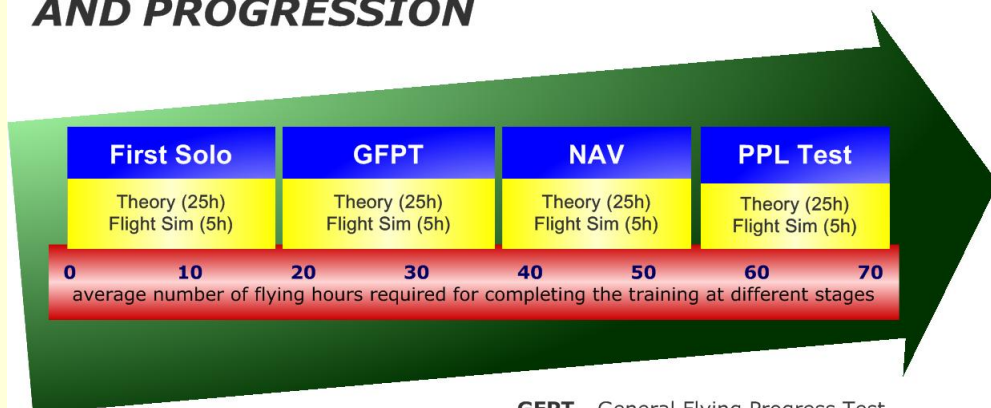 AND PROGRESSION
First Solo
GFPT
NAV
PPL Test
Theory (25h)
Flight Sim (5h)
Theory (25h)
Flight Sim (5h)
Theory (25h)
Flight Sim (5h)
Theory (25h)
Flight Sim (5h)
0 10 20 30 40 50 60 70
average number of flying hours required for completing the training at different stages
GFPT - General Flying Progress Test